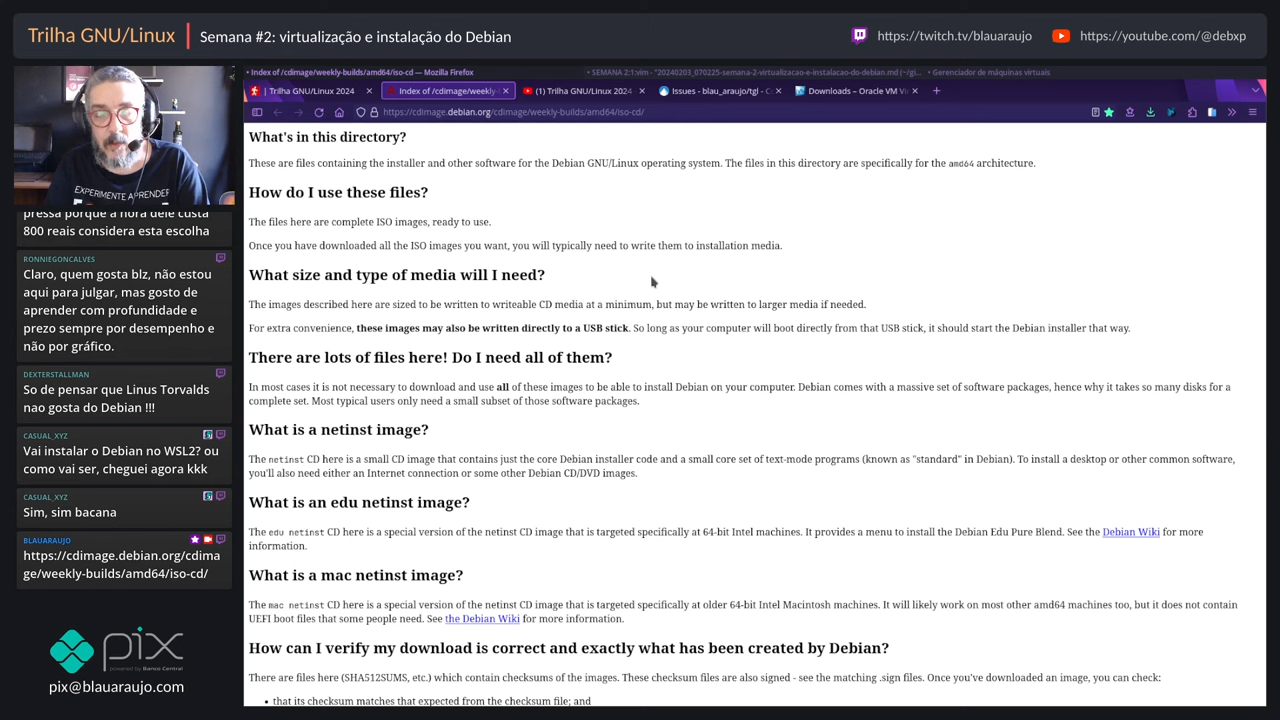 Trilha GNU/Linux
Semana #2: virtualização e instalação do Debian
https://twitch.tv/blauaraujo
https://youtube.com/@debxp
• Index of /cdimage/weekly-builds/amd64/iso-cd — Mozilla Firefox
• SEMANA 2:1:vim - "20240203_070225-semana-2-virtualizacao-e-instalacao-do-debian.md (~/gi…
• Gerenciador de máquinas virtuais
| Trilha GNU/Linux 2024
Index of /cdimage/weekly-b
(1) Trilha GNU/Linux 2024
Issues - blau_araujo/tgl - Co
Downloads – Oracle VM Vir
https://cdimage.debian.org/cdimage/weekly-builds/amd64/iso-cd/
EXPERIMENTE APRENDER
pressa porque a hora dele custa
800 reais considera esta escolha
RONNIEGONCALVES
Claro, quem gosta blz, não estou
aqui para julgar, mas gosto de
aprender com profundidade e
prezo sempre por desempenho e
não por gráfico.
DEXTERSTALLMAN
So de pensar que Linus Torvalds
nao gosta do Debian !!!
CASUAL_XYZ
Vai instalar o Debian no WSL2? ou
como vai ser, cheguei agora kkk
CASUAL_XYZ
Sim, sim bacana
BLAUARAUJO
https://cdimage.debian.org/cdima
ge/weekly-builds/amd64/iso-cd/
pix
powered by Banco Central
pix@blauaraujo.com
What's in this directory?
These are files containing the installer and other software for the Debian GNU/Linux operating system. The files in this directory are specifically for the amd64 architecture.
How do I use these files?
The files here are complete ISO images, ready to use.
Once you have downloaded all the ISO images you want, you will typically need to write them to installation media.
What size and type of media will I need?
The images described here are sized to be written to writeable CD media at a minimum, but may be written to larger media if needed.
For extra convenience, these images may also be written directly to a USB stick. So long as your computer will boot directly from that USB stick, it should start the Debian installer that way.
There are lots of files here! Do I need all of them?
In most cases it is not necessary to download and use all of these images to be able to install Debian on your computer. Debian comes with a massive set of software packages, hence why it takes so many disks for a
complete set. Most typical users only need a small subset of those software packages.
What is a netinst image?
The netinst CD here is a small CD image that contains just the core Debian installer code and a small core set of text-mode programs (known as "standard" in Debian). To install a desktop or other common software,
you'll also need either an Internet connection or some other Debian CD/DVD images.
What is an edu netinst image?
The edu netinst CD here is a special version of the netinst CD image that is targeted specifically at 64-bit Intel machines. It provides a menu to install the Debian Edu Pure Blend. See the Debian Wiki for more
information.
What is a mac netinst image?
The mac netinst CD here is a special version of the netinst CD image that is targeted specifically at older 64-bit Intel Macintosh machines. It will likely work on most other amd64 machines too, but it does not contain
UEFI boot files that some people need. See the Debian Wiki for more information.
How can I verify my download is correct and exactly what has been created by Debian?
There are files here (SHA512SUMS, etc.) which contain checksums of the images. These checksum files are also signed - see the matching .sign files. Once you've downloaded an image, you can check:
• that its checksum matches that expected from the checksum file; and